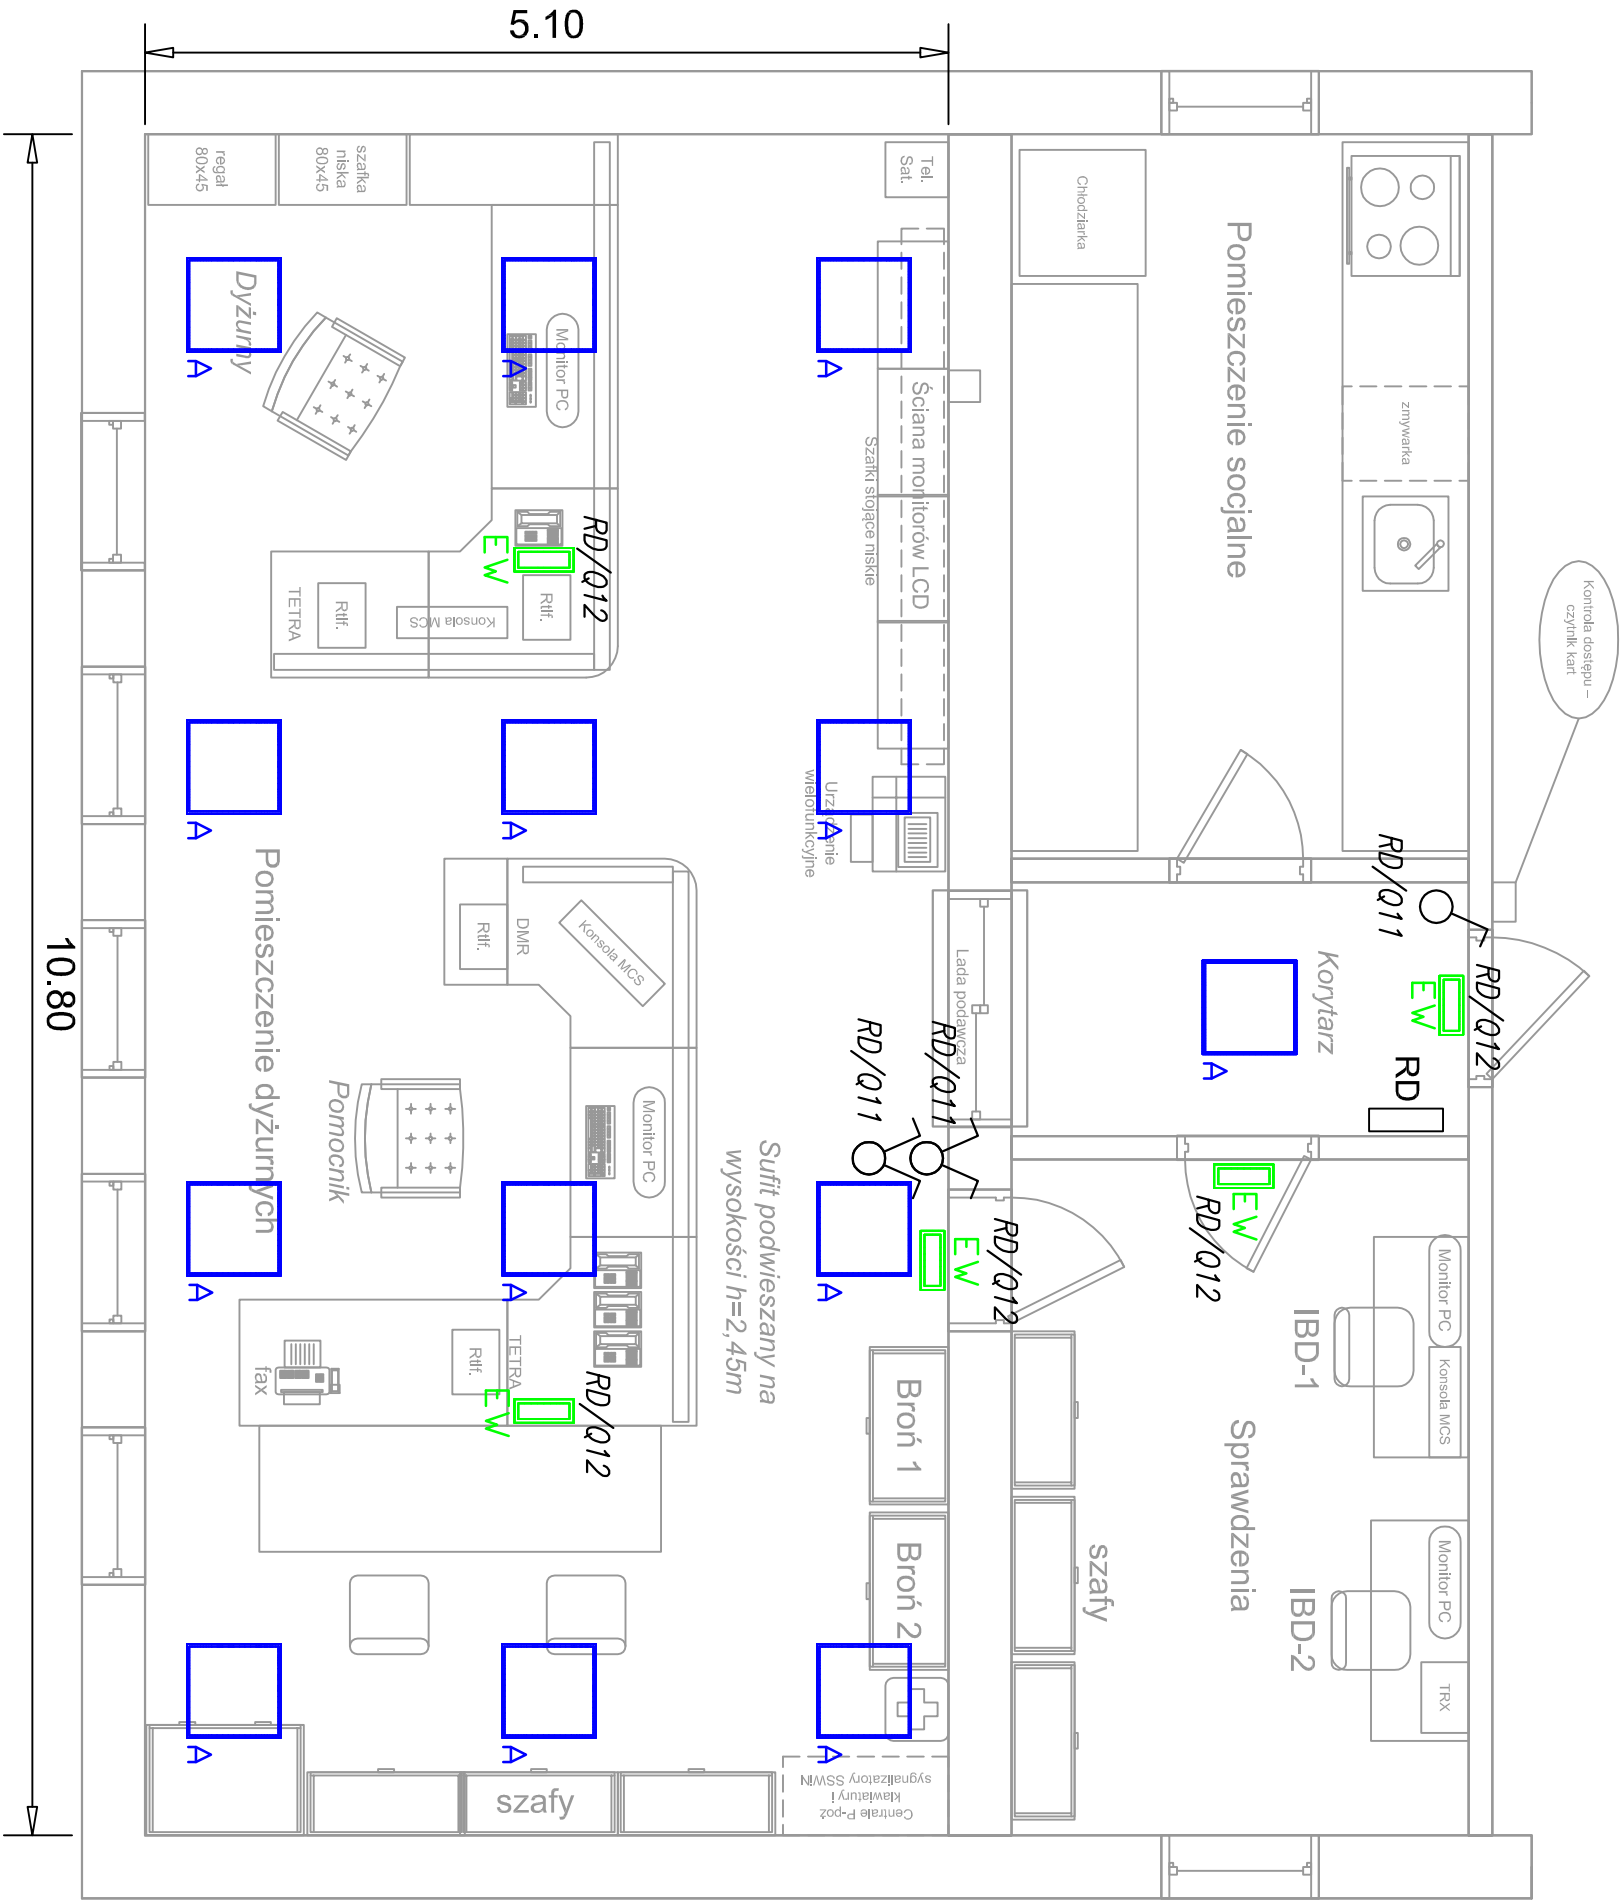 5.10
10.80
regał
80x45
szafka
niska
80x45
Tel.
Sat.
Chłodziarka
Pomieszczenie socjalne
zmywarka
Kontrola dostępu –
czytnik kart
Dyżurny
A
A
A
Monitor PC
Ściana monitorów LCD
Szafki stojące niskie
RD/Q12
EW
TETRA
Rtlf.
Konsola MCS
Rtlf.
A
A
A
Urządzenie
wielofunkcyjne
Pomieszczenie dyżurnych
Rtlf.
DMR
Konsola MCS
Lada podawcza
RD/Q11
Korytarz
A
EW
RD/Q12
RD
RD/Q11
RD/Q11
Pomocnik
Monitor PC
Sufit podwieszany na
wysokości h=2,45m
A
A
A
EW
RD/Q12
EW
RD/Q12
IBD-1
Monitor PC
Konsola MCS
fax
Rtlf.
TETRA
EW
RD/Q12
Broń 1
Broń 2
szafy
Sprawdzenia
IBD-2
Monitor PC
TRX
A
A
A
szafy
Centrale P-poż
klawiatury i
sygnalizatory SSWiN